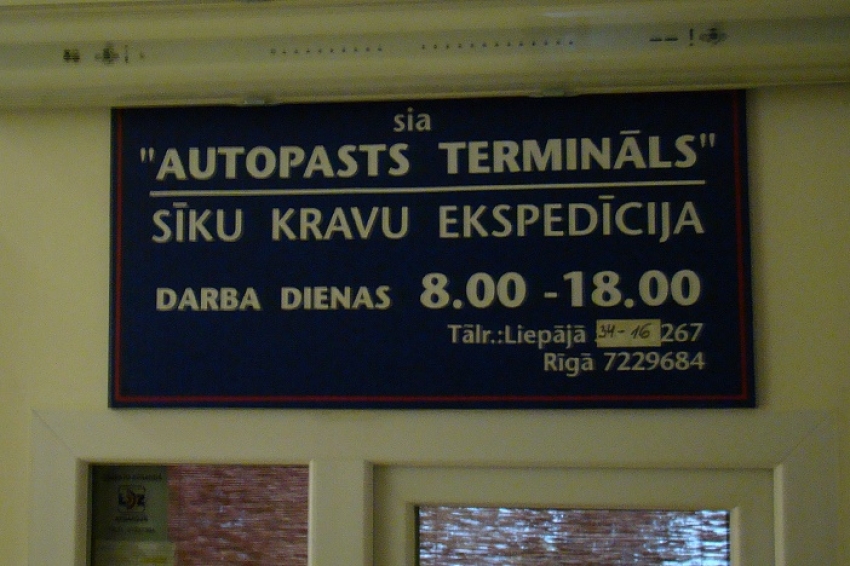 sia
"AUTOPASTS TERMINĀLS"
SĪKU KRAVU EKSPEDĪCIJA
DARBA DIENAS 8.00 - 18.00
Tālr.:Liepājā 34-16 267
Rīgā 7229684